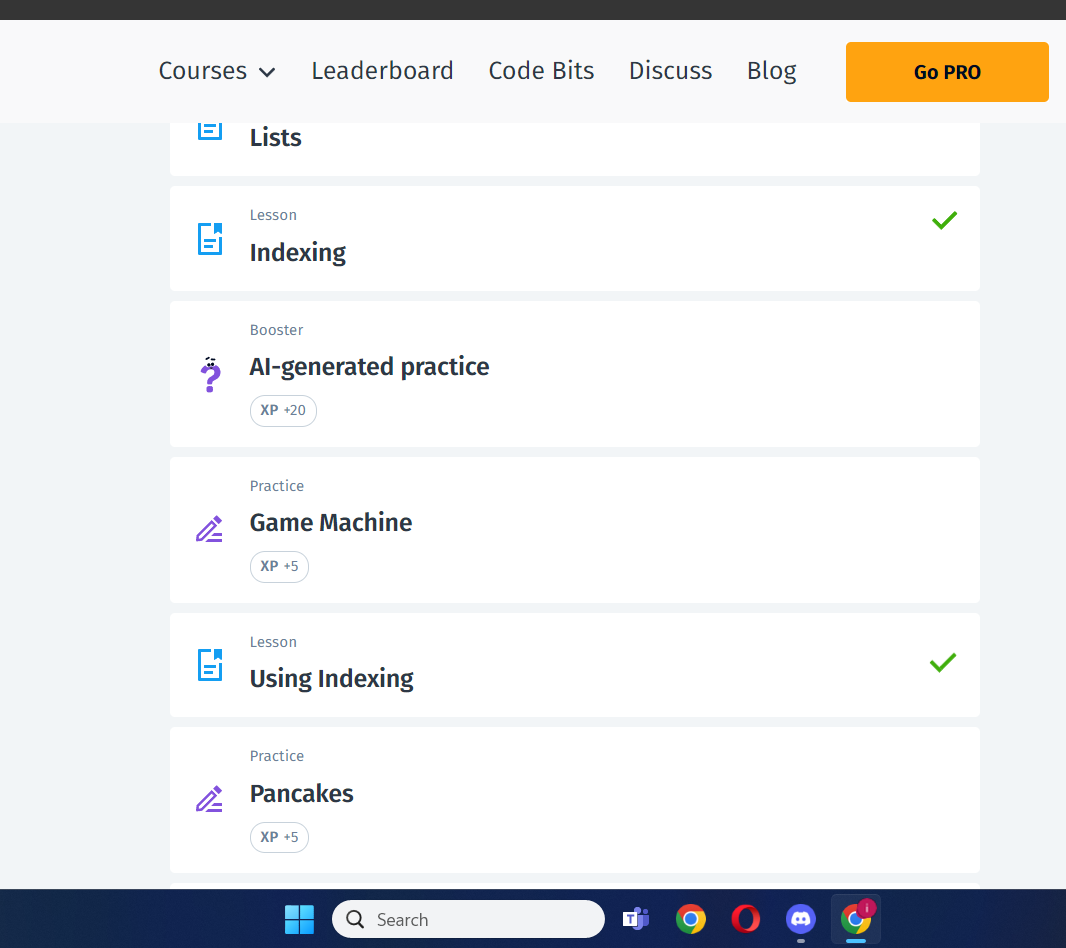 Courses Leaderboard Code Bits Discuss Blog Go PRO
Lists
Lesson
Indexing
Booster
AI-generated practice
XP +20
Practice
Game Machine
XP +5
Lesson
Using Indexing
Practice
Pancakes
XP +5
Search